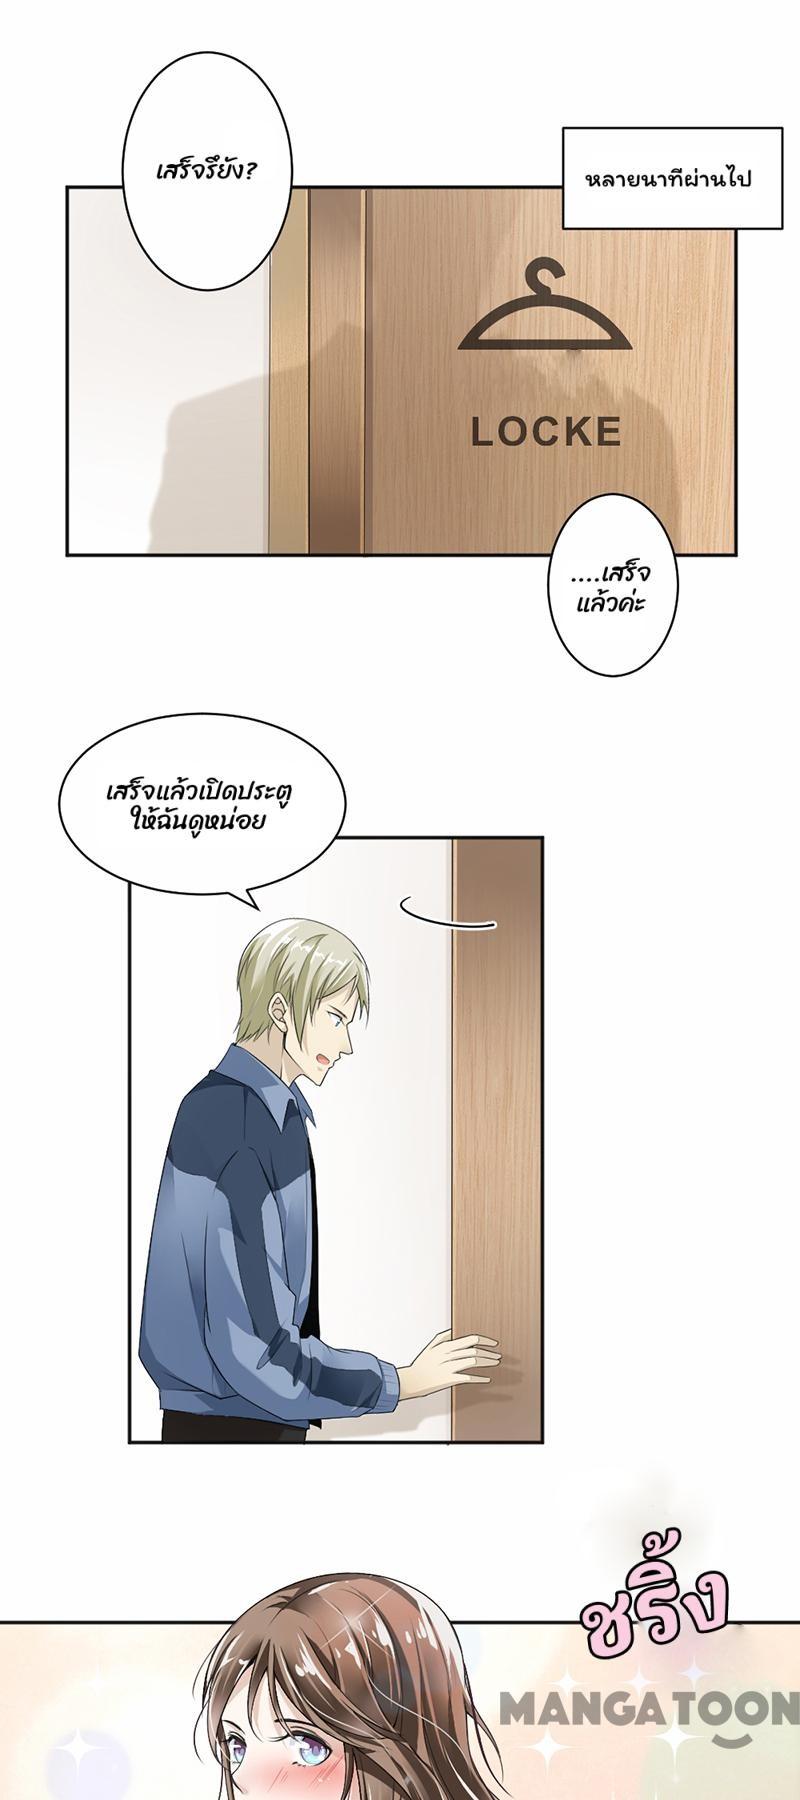 หลายนาทีผ่านไป
เสร็จรึยัง?
LOCKE
....เสร็จ
แล้วค่ะ
เสร็จแล้วเปิดประตู
ให้ฉันดูหน่อย
ชริ้ง
MANGATOON